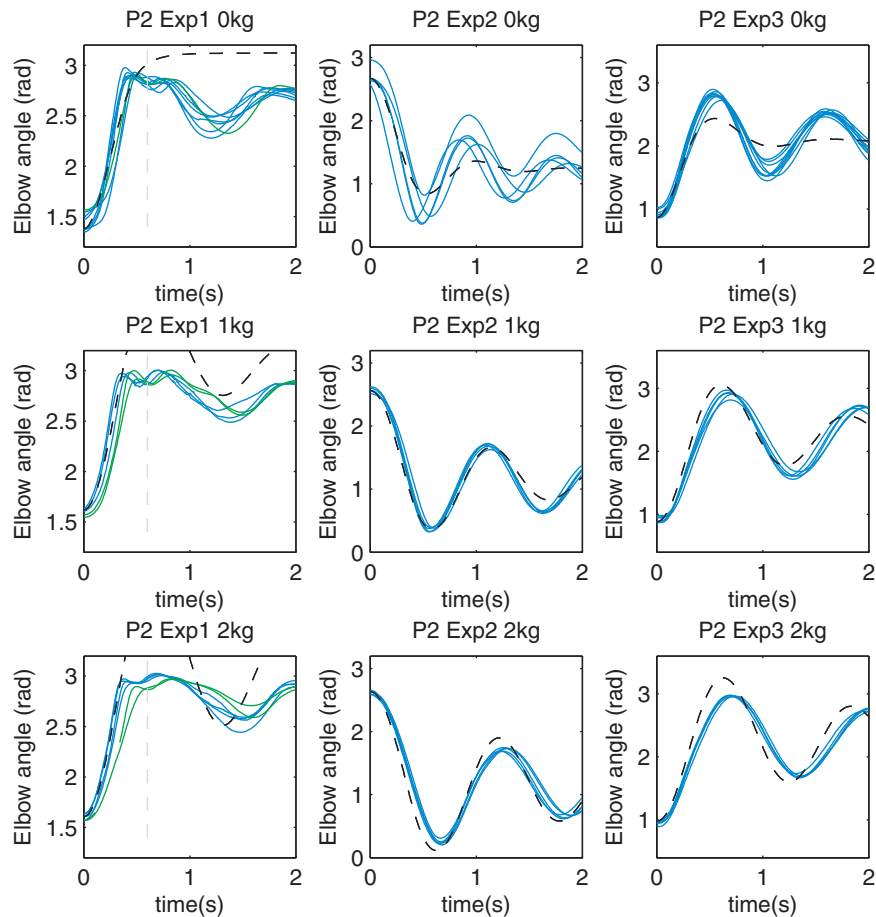 P2 Exp1 0kg
P2 Exp2 0kg
P2 Exp3 0kg
Elbow angle (rad)
3
2.5
2
1.5
0
1
2
time(s)
Elbow angle (rad)
3
2
1
0
0
1
2
time(s)
Elbow angle (rad)
3
2
1
0
1
2
time(s)
P2 Exp1 1kg
P2 Exp2 1kg
P2 Exp3 1kg
Elbow angle (rad)
3
2.5
2
1.5
0
1
2
time(s)
Elbow angle (rad)
3
2
1
0
0
1
2
time(s)
Elbow angle (rad)
3
2
1
0
1
2
time(s)
P2 Exp1 2kg
P2 Exp2 2kg
P2 Exp3 2kg
Elbow angle (rad)
3
2.5
2
1.5
0
1
2
time(s)
Elbow angle (rad)
3
2
1
0
0
1
2
time(s)
Elbow angle (rad)
3
2
1
0
1
2
time(s)